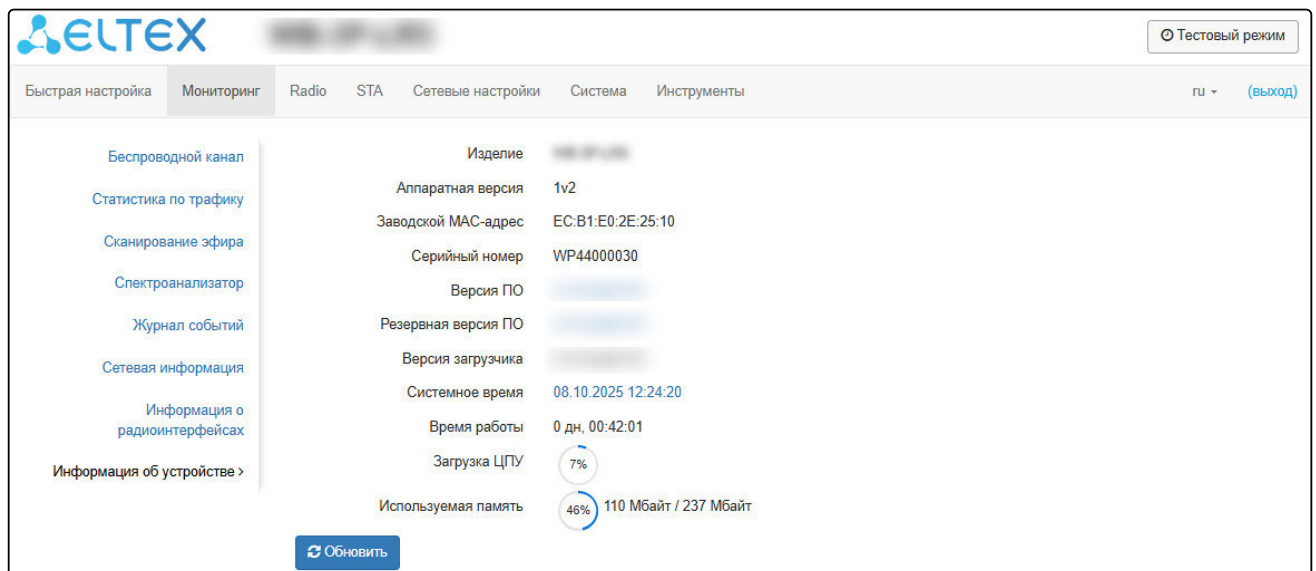 ELTEX
Тестовый режим
Быстрая настройка Мониторинг Radio STA Сетевые настройки Система Инструменты ru (выход)
Беспроводной канал
Статистика по трафику
Сканирование эфира
Спектроанализатор
Журнал событий
Сетевая информация
Информация о
радиоинтерфейсах
Информация об устройстве >
Изделие
Аппаратная версия 1v2
Заводской MAC-адрес EC:B1:E0:2E:25:10
Серийный номер WP44000030
Версия ПО
Резервная версия ПО
Версия загрузчика
Системное время 08.10.2025 12:24:20
Время работы 0 дн, 00:42:01
Загрузка ЦПУ 7%
Используемая память 46% 110 Мбайт / 237 Мбайт
Обновить